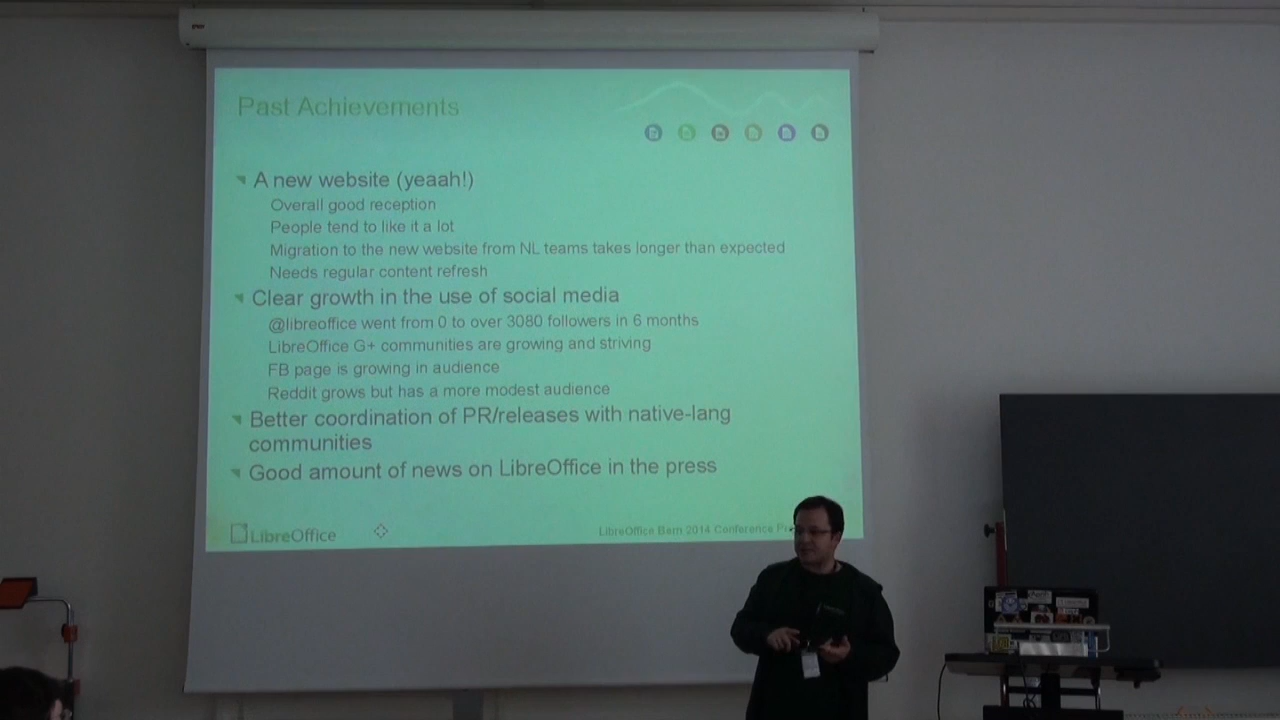 Past Achievements
A new website (yeaah!)
Overall good reception
People tend to like it a lot
Migration to the new website from NL teams takes longer than expected
Needs regular content refresh
Clear growth in the use of social media
@libreoffice went from 0 to over 3080 followers in 6 months
LibreOffice G+ communities are growing and striving
FB page is growing in audience
Reddit grows but has a more modest audience
Better coordination of PR/releases with native-lang
communities
Good amount of news on LibreOffice in the press
LibreOffice
LibreOffice Bern 2014 Conference